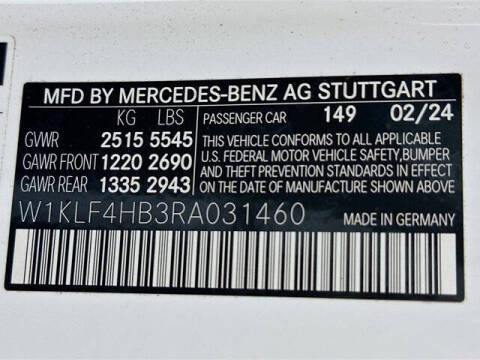 MFD BY MERCEDES-BENZ AG STUTTGART
KG LBS PASSENGER CAR 149 02/24
GVWR 2515 5545
GAWR FRONT 1220 2690
GAWR REAR 1335 2943
THIS VEHICLE CONFORMS TO ALL APPLICABLE
U.S. FEDERAL MOTOR VEHICLE SAFETY, BUMPER
AND THEFT PREVENTION STANDARDS IN EFFECT
ON THE DATE OF MANUFACTURE SHOWN ABOVE.
W1KLF4HB3RA031460 MADE IN GERMANY